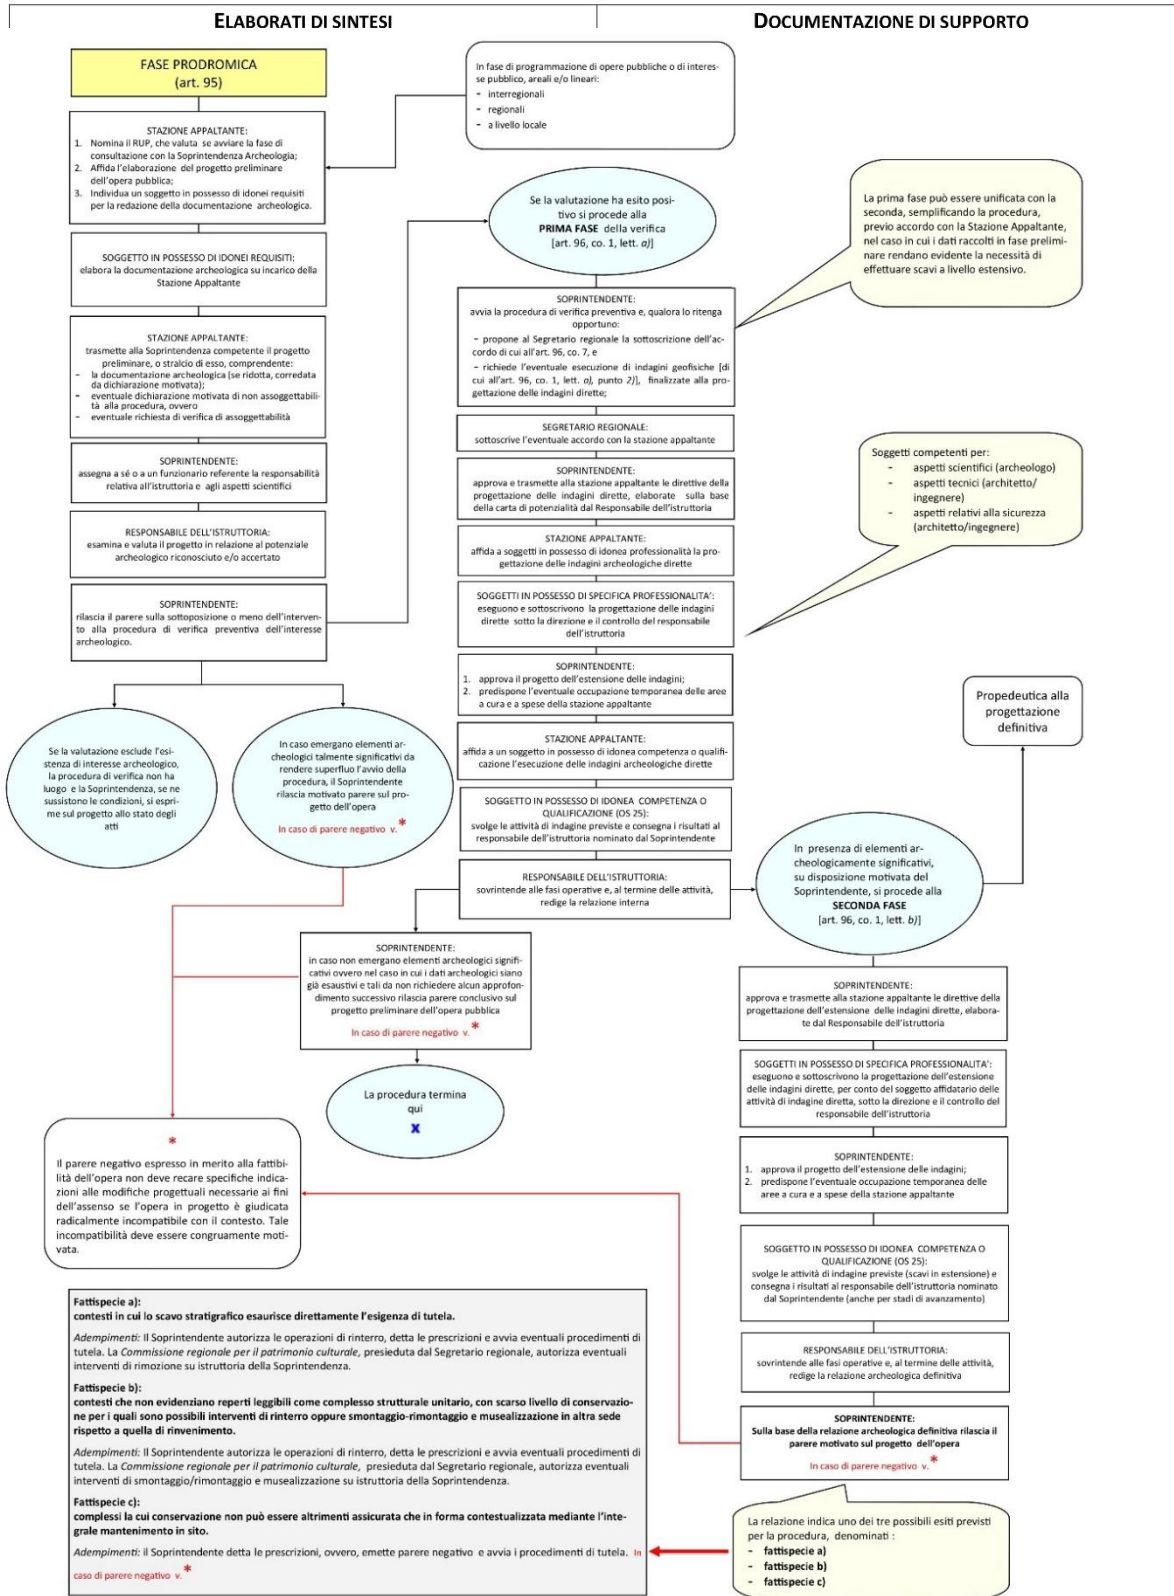 ELABORATI DI SINTESI
DOCUMENTAZIONE DI SUPPORTO
FASE PRODROMICA
(art. 95)
In fase di programmazione di opere pubbliche o di interes-
se pubblico, areali e/o lineari:
- interregionali
- regionali
- a livello locale
STAZIONE APPALTANTE:
1. Nomina il RUP, che valuta se avviare la fase di
consultazione con la Soprintendenza Archeologia;
2. Affida l'elaborazione del progetto preliminare
dell'opera pubblica;
3. Individua un soggetto in possesso di idonei requisiti
per la redazione della documentazione archeologica.
SOGGETTO IN POSSESSO DI IDONEI REQUISITI:
elabora la documentazione archeologica su incarico della
Stazione Appaltante
STAZIONE APPALTANTE:
trasmette alla Soprintendenza competente il progetto
preliminare, o stralcio di esso, comprendente:
- la documentazione archeologica (se ridotta, corredata
da dichiarazione motivata);
- eventuale dichiarazione motivata di non assoggettabili-
tà alla procedura, ovvero
- eventuale richiesta di verifica di assoggettabilità
SOPRINTENDENTE:
assegna a sé o a un funzionario referente la responsabilità
relativa all'istruttoria e agli aspetti scientifici
RESPONSABILE DELL'ISTRUTTORIA:
esamina e valuta il progetto in relazione al potenziale
archeologico riconosciuto e/o accertato
SOPRINTENDENTE:
rilascia il parere sulla sottoposizione o meno dell'interven-
to alla procedura di verifica preventiva dell'interesse
archeologico.
Se la valutazione esclude l'esi-
stenza di interesse archeologico,
la procedura di verifica non ha
luogo e la Soprintendenza, se ne
sussistono le condizioni, si espri-
me sul progetto allo stato degli
atti
In caso emergano elementi ar-
cheologici talmente significativi da
rendere superfluo l'avvio della
procedura, il Soprintendente
rilascia motivato parere sul pro-
getto dell'opera
In caso di parere negativo v. *
Se la valutazione ha esito posi-
tivo si procede alla
PRIMA FASE della verifica
[art. 96, co. 1, lett. a)]
La prima fase può essere unificata con la
seconda, semplificando la procedura,
previo accordo con la Stazione Appaltante,
nel caso in cui i dati raccolti in fase prelimi-
nare rendano evidente la necessità di
effettuare scavi a livello estensivo.
SOPRINTENDENTE:
avvia la procedura di verifica preventiva e, qualora lo ritenga
opportuno:
- propone al Segretario regionale la sottoscrizione dell'ac-
cordo di cui all'art. 96, co. 7, e
- richiede l'eventuale esecuzione di indagini geofisiche [di
cui all'art. 96, co. 1, lett. a), punto 2)], finalizzate alla pro-
gettazione delle indagini dirette;
SEGRETARIO REGIONALE:
sottoscrive l'eventuale accordo con la stazione appaltante
SOPRINTENDENTE:
approva e trasmette alla stazione appaltante le direttive della
progettazione delle indagini dirette, elaborate sulla base
della carta di potenzialità dal Responsabile dell'istruttoria
STAZIONE APPALTANTE:
affida a soggetti in possesso di idonea professionalità la pro-
gettazione delle indagini archeologiche dirette
SOGGETTI IN POSSESSO DI SPECIFICA PROFESSIONALITA':
eseguono e sottoscrivono la progettazione delle indagini
dirette sotto la direzione e il controllo del responsabile
dell'istruttoria
Soggetti competenti per:
- aspetti scientifici (archeologo)
- aspetti tecnici (architetto/
ingegnere)
- aspetti relativi alla sicurezza
(architetto/ingegnere)
SOPRINTENDENTE:
1. approva il progetto dell'estensione delle indagini;
2. predispone l'eventuale occupazione temporanea delle aree
a cura e a spese della stazione appaltante
STAZIONE APPALTANTE:
affida a un soggetto in possesso di idonea competenza o qualifi-
cazione l'esecuzione delle indagini archeologiche dirette
SOGGETTO IN POSSESSO DI IDONEA COMPETENZA O
QUALIFICAZIONE (OS 25):
svolge le attività di indagine previste e consegna i risultati al
responsabile dell'istruttoria nominato dal Soprintendente
RESPONSABILE DELL'ISTRUTTORIA:
sovrintende alle fasi operative e, al termine delle attività,
redige la relazione interna
Propedeutica alla
progettazione
definitiva
In presenza di elementi ar-
cheologicamente significativi,
su disposizione motivata del
Soprintendente, si procede alla
SECONDA FASE
[art. 96, co. 1, lett. b)]
SOPRINTENDENTE:
in caso non emergano elementi archeologici signifi-
cativi ovvero nel caso in cui i dati archeologici siano
già esaustivi e tali da non richiedere alcun approfon-
dimento successivo rilascia parere conclusivo sul
progetto preliminare dell'opera pubblica
In caso di parere negativo v. *
La procedura termina
qui
x
SOPRINTENDENTE:
approva e trasmette alla stazione appaltante le direttive della
progettazione dell'estensione delle indagini dirette, elabora-
te dal Responsabile dell'istruttoria
SOGGETTI IN POSSESSO DI SPECIFICA PROFESSIONALITA':
eseguono e sottoscrivono la progettazione dell'estensione
delle indagini dirette, per conto del soggetto affidatario delle
attività di indagine diretta, sotto la direzione e il controllo del
responsabile dell'istruttoria
SOPRINTENDENTE:
1. approva il progetto dell'estensione delle indagini;
2. predispone l'eventuale occupazione temporanea delle
aree a cura e a spese della stazione appaltante
SOGGETTO IN POSSESSO DI IDONEA COMPETENZA O
QUALIFICAZIONE (OS 25):
svolge le attività di indagine previste (scavi in estensione) e
consegna i risultati al responsabile dell'istruttoria nominato
dal Soprintendente (anche per stadi di avanzamento)
RESPONSABILE DELL'ISTRUTTORIA:
sovrintende alle fasi operative e, al termine delle attività,
redige la relazione archeologica definitiva
SOPRINTENDENTE:
Sulla base della relazione archeologica definitiva rilascia il
parere motivato sul progetto dell'opera
In caso di parere negativo v. *
La relazione indica uno dei tre possibili esiti previsti
per la procedura, denominati :
- fattispecie a)
- fattispecie b)
- fattispecie c)
*
Il parere negativo espresso in merito alla fattibi-
lità dell'opera non deve recare specifiche indica-
zioni alle modifiche progettuali necessarie ai fini
dell'assenso se l'opera in progetto è giudicata
radicalmente incompatibile con il contesto. Tale
incompatibilità deve essere congruamente moti-
vata.
Fattispecie a):
contesti in cui lo scavo stratigrafico esaurisce direttamente l'esigenza di tutela.
Adempimenti: Il Soprintendente autorizza le operazioni di rinterro, detta le prescrizioni e avvia eventuali procedimenti di
tutela. La Commissione regionale per il patrimonio culturale, presieduta dal Segretario regionale, autorizza eventuali
interventi di rimozione su istruttoria della Soprintendenza.
Fattispecie b):
contesti che non evidenziano reperti leggibili come complesso strutturale unitario, con scarso livello di conservazio-
ne per i quali sono possibili interventi di rinterro oppure smontaggio-rimontaggio e musealizzazione in altra sede
rispetto a quella di rinvenimento.
Adempimenti: Il Soprintendente autorizza le operazioni di rinterro, detta le prescrizioni e avvia eventuali procedimenti di
tutela. La Commissione regionale per il patrimonio culturale, presieduta dal Segretario regionale, autorizza eventuali
interventi di smontaggio/rimontaggio e musealizzazione su istruttoria della Soprintendenza.
Fattispecie c):
complessi la cui conservazione non può essere altrimenti assicurata che in forma contestualizzata mediante l'inte-
grale mantenimento in sito.
Adempimenti: il Soprintendente detta le prescrizioni, ovvero, emette parere negativo e avvia i procedimenti di tutela. In
caso di parere negativo v. *